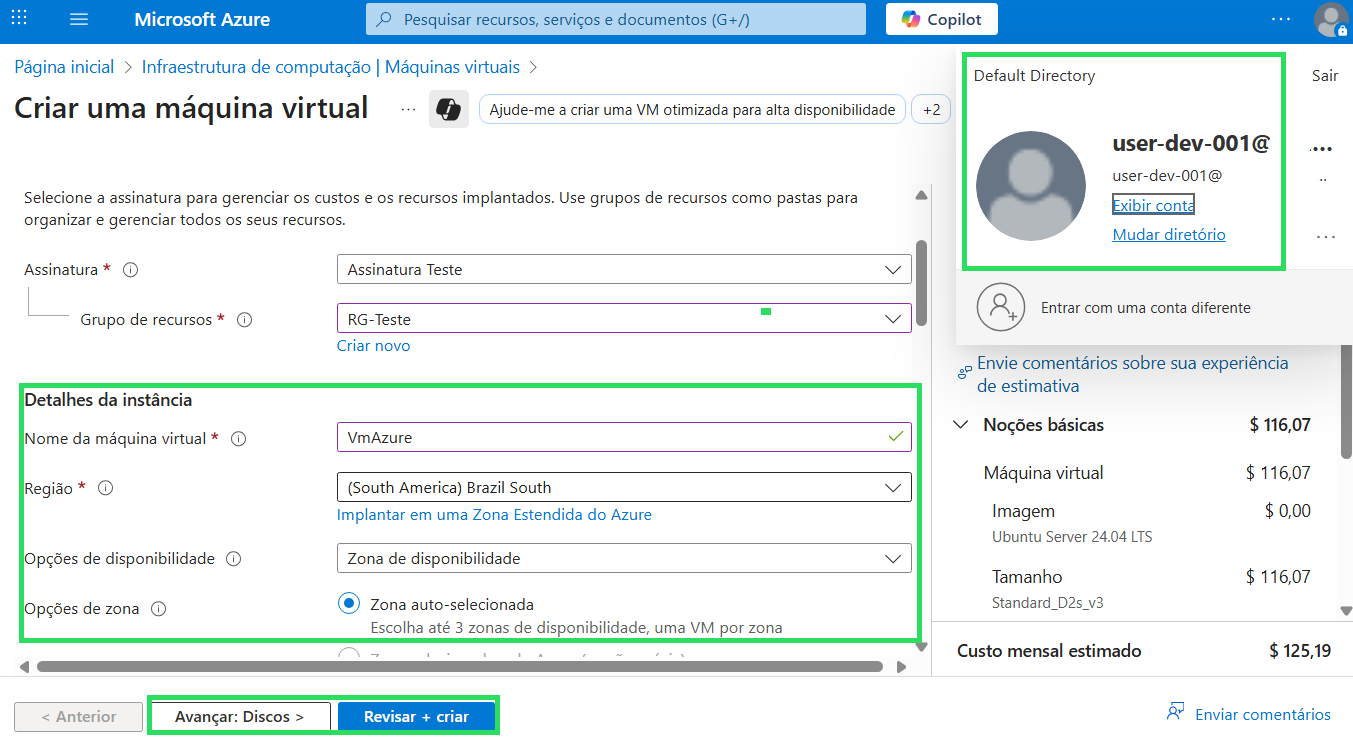 Microsoft Azure
Pesquisar recursos, serviços e documentos (G+/)
Copilot
Página inicial > Infraestrutura de computação | Máquinas virtuais >
Criar uma máquina virtual
Ajude-me a criar uma VM otimizada para alta disponibilidade
+2
Default Directory
Sair
user-dev-001@
user-dev-001@
Exibir conta
Mudar diretório
Entrar com uma conta diferente
Selecione a assinatura para gerenciar os custos e os recursos implantados. Use grupos de recursos como pastas para
organizar e gerenciar todos os seus recursos.
Assinatura *
Assinatura Teste
Grupo de recursos *
RG-Teste
Criar novo
Detalhes da instância
Nome da máquina virtual *
VmAzure
Região *
(South America) Brazil South
Implantar em uma Zona Estendida do Azure
Opções de disponibilidade
Zona de disponibilidade
Opções de zona
Zona auto-selecionada
Escolha até 3 zonas de disponibilidade, uma VM por zona
Envie comentários sobre sua experiência
de estimativa
Noções básicas $ 116,07
Máquina virtual $ 116,07
Imagem $ 0,00
Ubuntu Server 24.04 LTS
Tamanho $ 116,07
Standard_D2s_v3
Custo mensal estimado $ 125,19
< Anterior
Avançar: Discos >
Revisar + criar
Enviar comentários